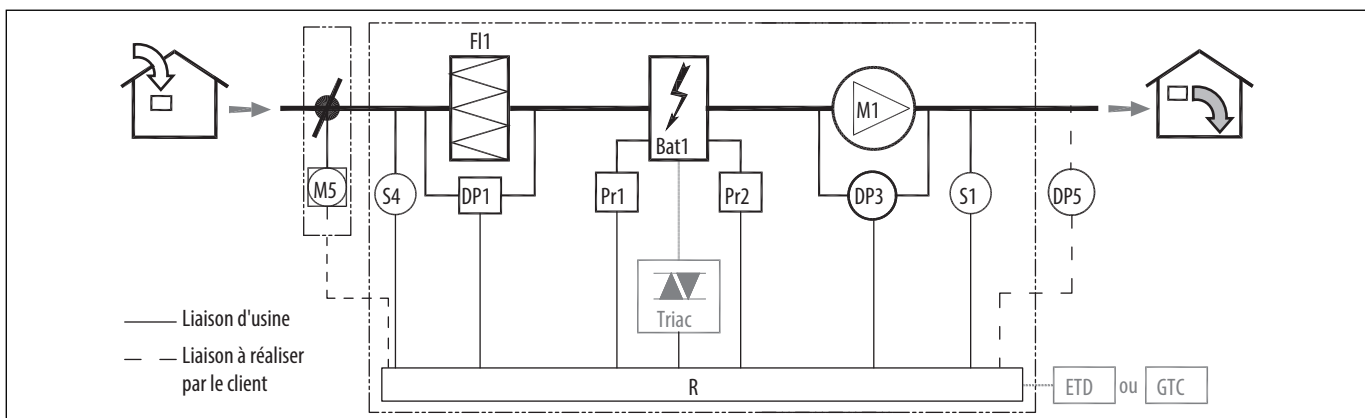 Fl1
Bat1
M1
M5
S4
DP1
Pr1
Pr2
DP3
S1
DP5
Triac
Liaison d'usine
Liaison à réaliser
par le client
R
ETD ou GTC